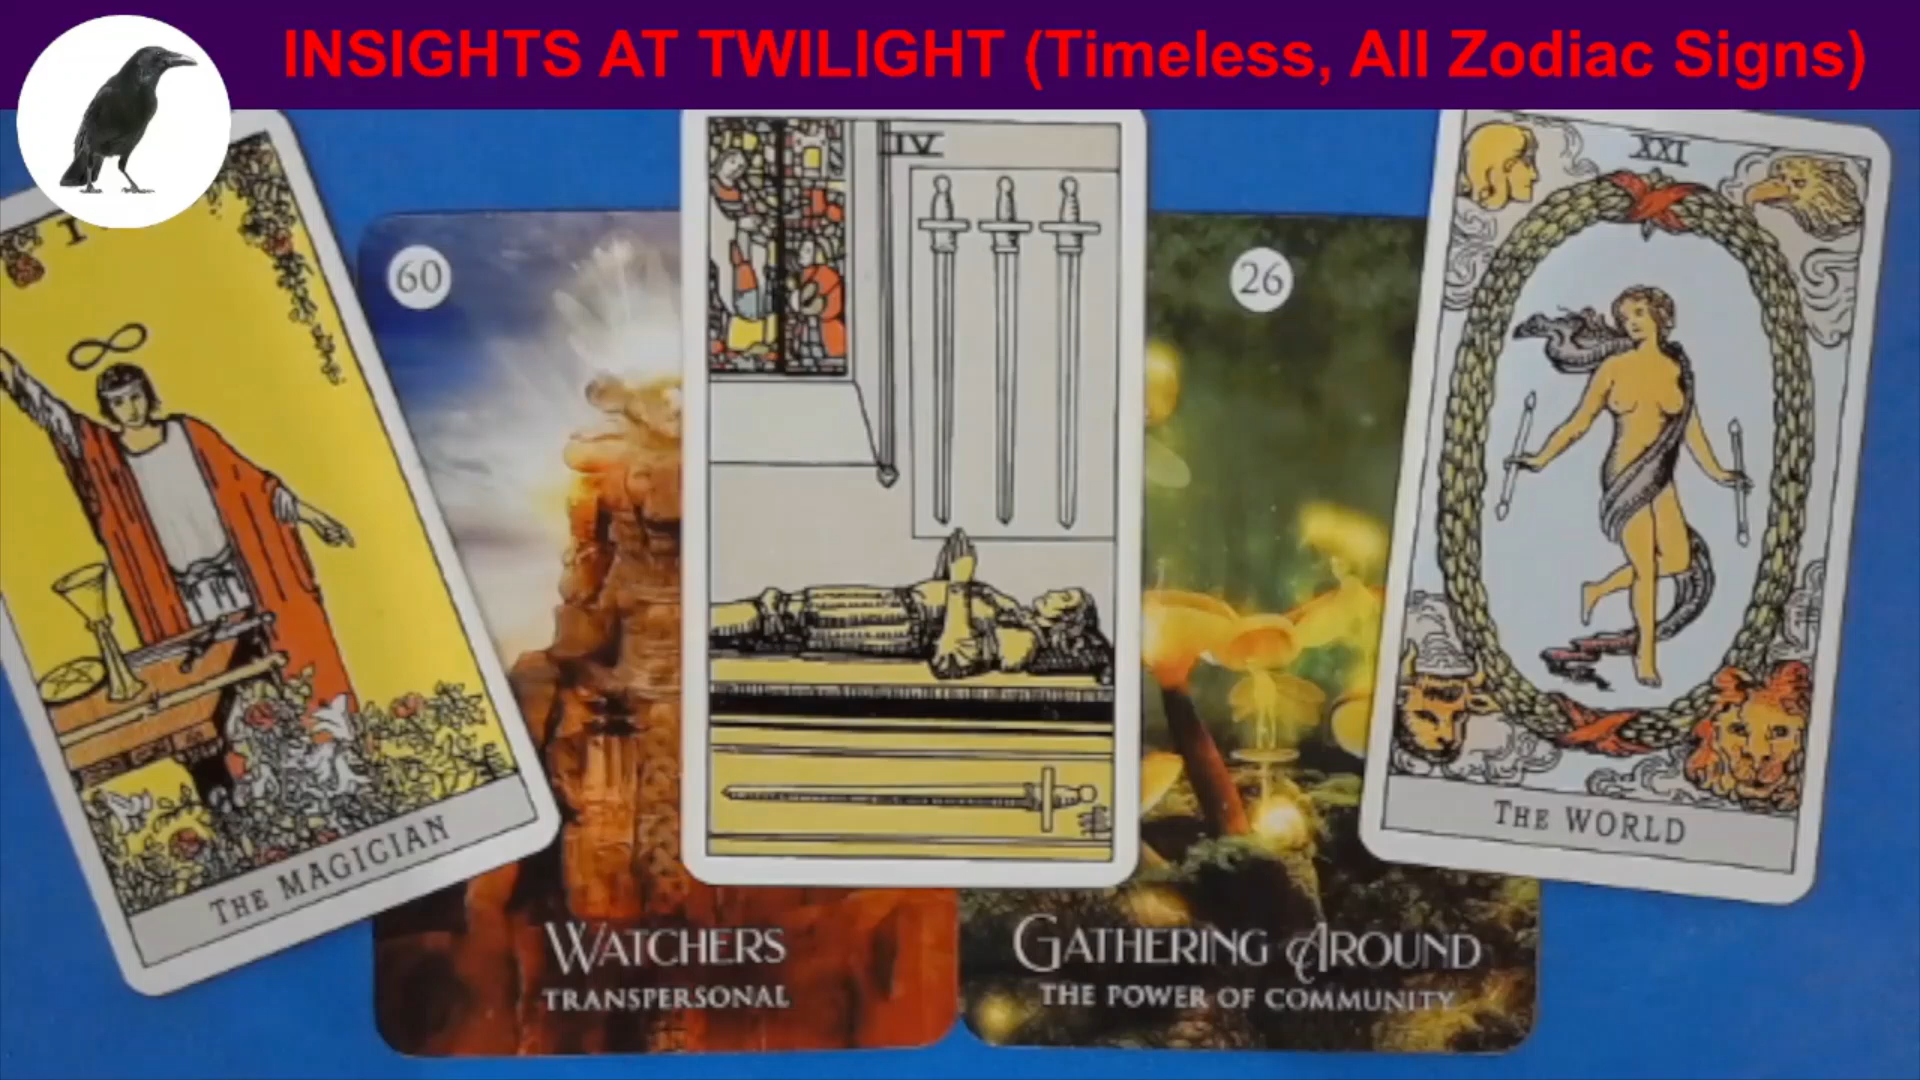 INSIGHTS AT TWILIGHT (Timeless, All Zodiac Signs)
I
THE MAGICIAN
60
WATCHERS
TRANSPERSONAL
IV
26
GATHERING AROUND
THE POWER OF COMMUNITY
XXI
THE WORLD